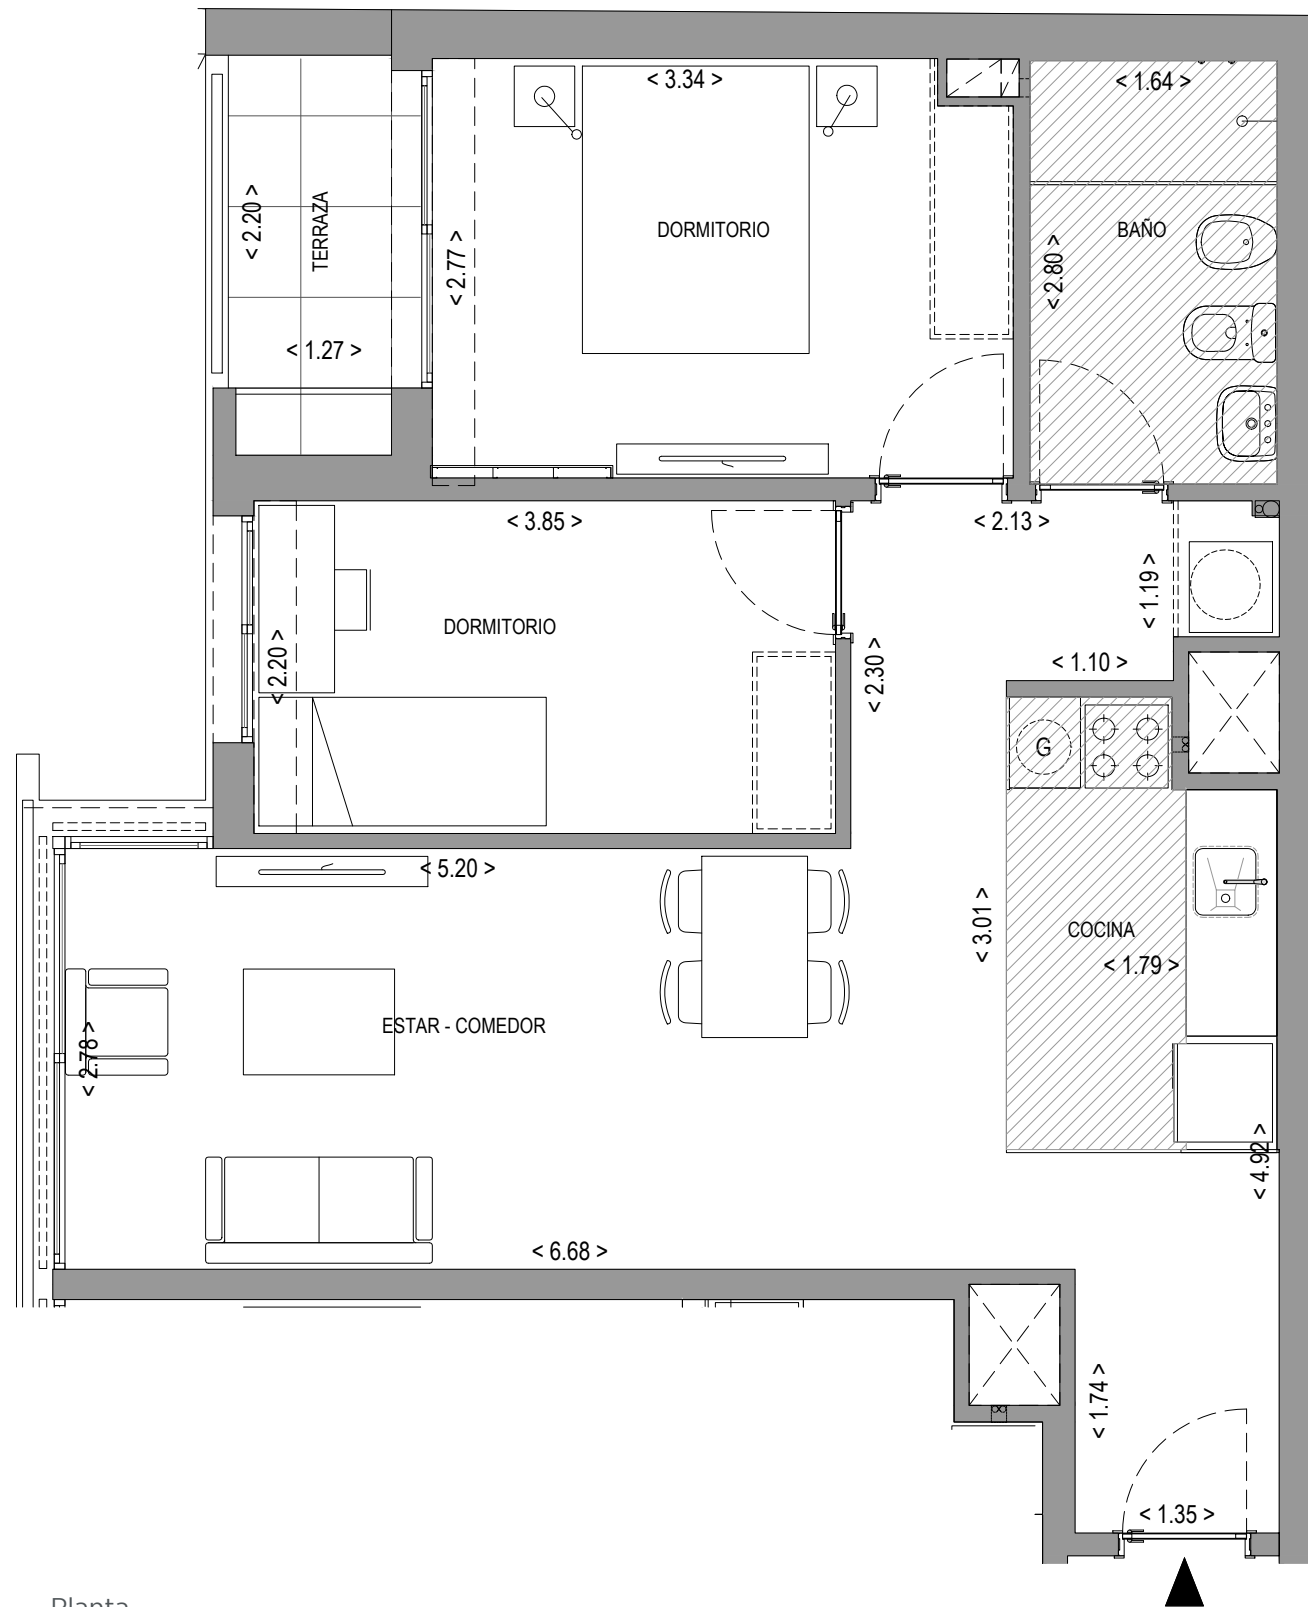 < 3.34 >
< 1.64 >
< 2.20 >
TERRAZA
DORMITORIO
BAÑO
< 2.77 >
< 2.80 >
< 1.27 >
< 3.85 >
< 2.13 >
< 1.19 >
DORMITORIO
< 2.20 >
< 2.30 >
< 1.10 >
G
< 5.20 >
< 3.01 >
COCINA
< 1.79 >
ESTAR - COMEDOR
< 2.78 >
< 4.92 >
< 6.68 >
< 1.74 >
< 1.35 >
Planta